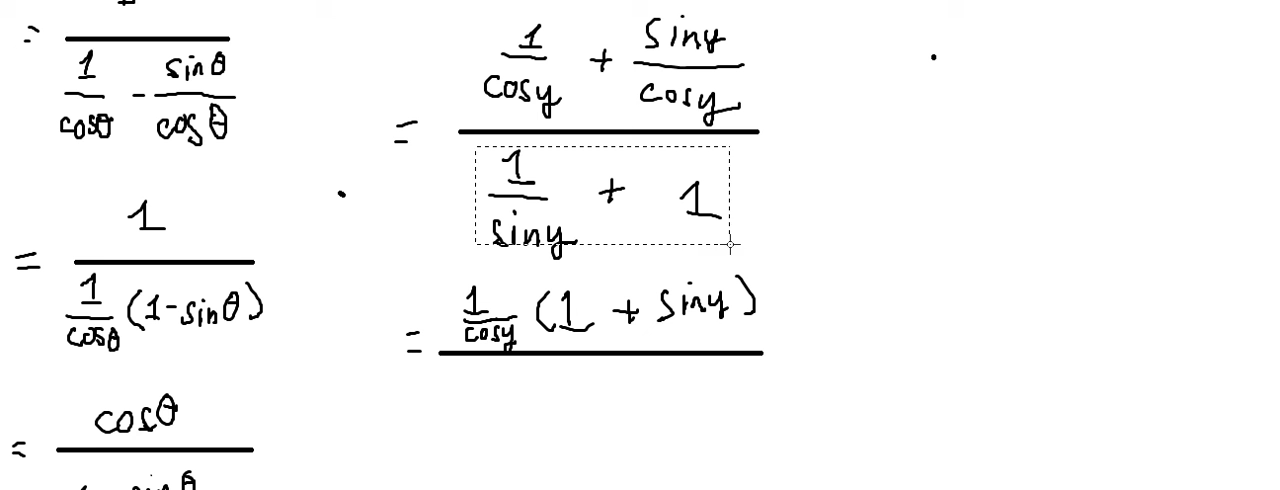 =
1/cosθ - sinθ/cosθ
= 1 / (1/cosθ (1-sinθ))
= cosθ
= (1/cosy + siny/cosy) / (1/siny + 1)
= 1/cosy (1 + siny)